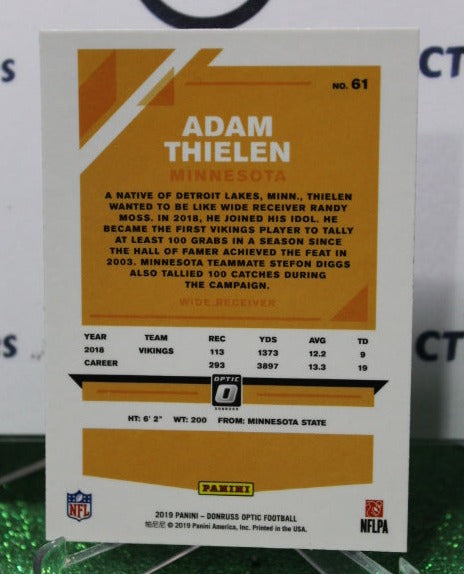 NO. 61
ADAM
THIELEN
MINNESOTA
A NATIVE OF DETROIT LAKES, MINN., THIELEN
WANTED TO BE LIKE WIDE RECEIVER RANDY
MOSS. IN 2018, HE JOINED HIS IDOL. HE
BECAME THE FIRST VIKINGS PLAYER TO TALLY
AT LEAST 100 GRABS IN A SEASON SINCE
THE HALL OF FAMER ACHIEVED THE FEAT IN
2003. MINNESOTA TEAMMATE STEFON DIGGS
ALSO TALLIED 100 CATCHES DURING
THE CAMPAIGN.
WIDE RECEIVER
YEAR TEAM REC YDS AVG TD
2018 VIKINGS 113 1373 12.2 9
CAREER 293 3897 13.3 19
OPTIC
DONRUSS
HT: 6' 2" WT: 200 FROM: MINNESOTA STATE
PANINI
NFL
2019 PANINI – DONRUSS OPTIC FOOTBALL
帕尼尼 © 2019 Panini America, Inc. Printed in the USA.
NFLPA